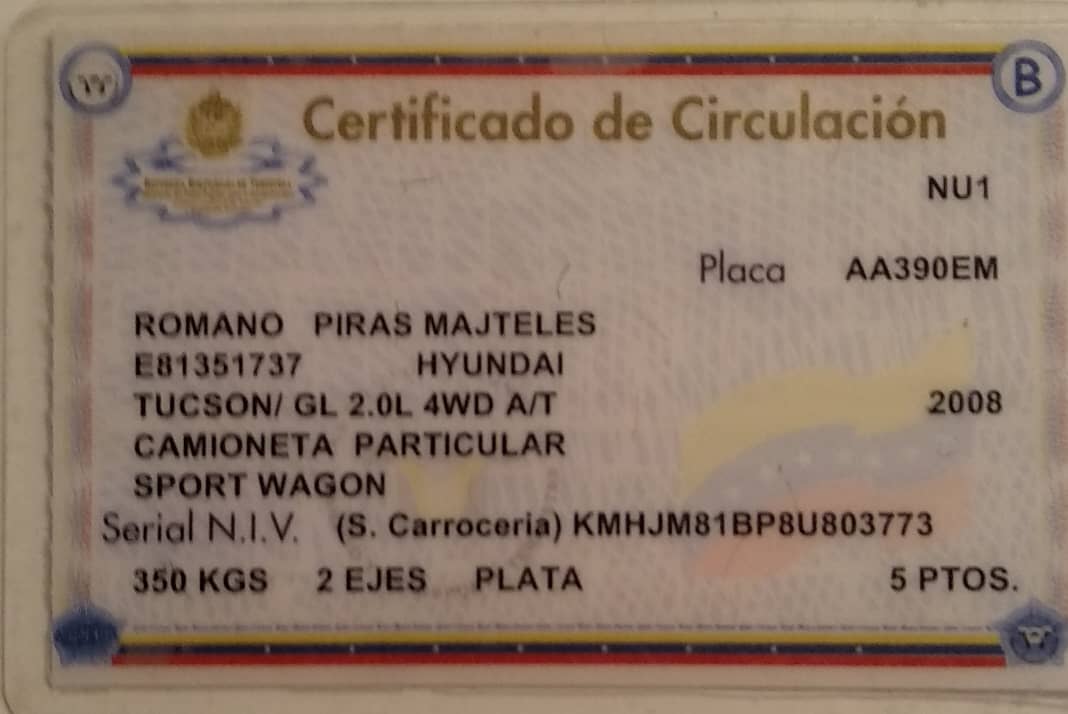 B
Certificado de Circulación
NU1
Placa AA390EM
ROMANO PIRAS MAJTELES
E81351737 HYUNDAI
TUCSON/ GL 2.0L 4WD A/T 2008
CAMIONETA PARTICULAR
SPORT WAGON
Serial N.I.V. (S. Carroceria) KMHJM81BP8U803773
350 KGS 2 EJES PLATA 5 PTOS.